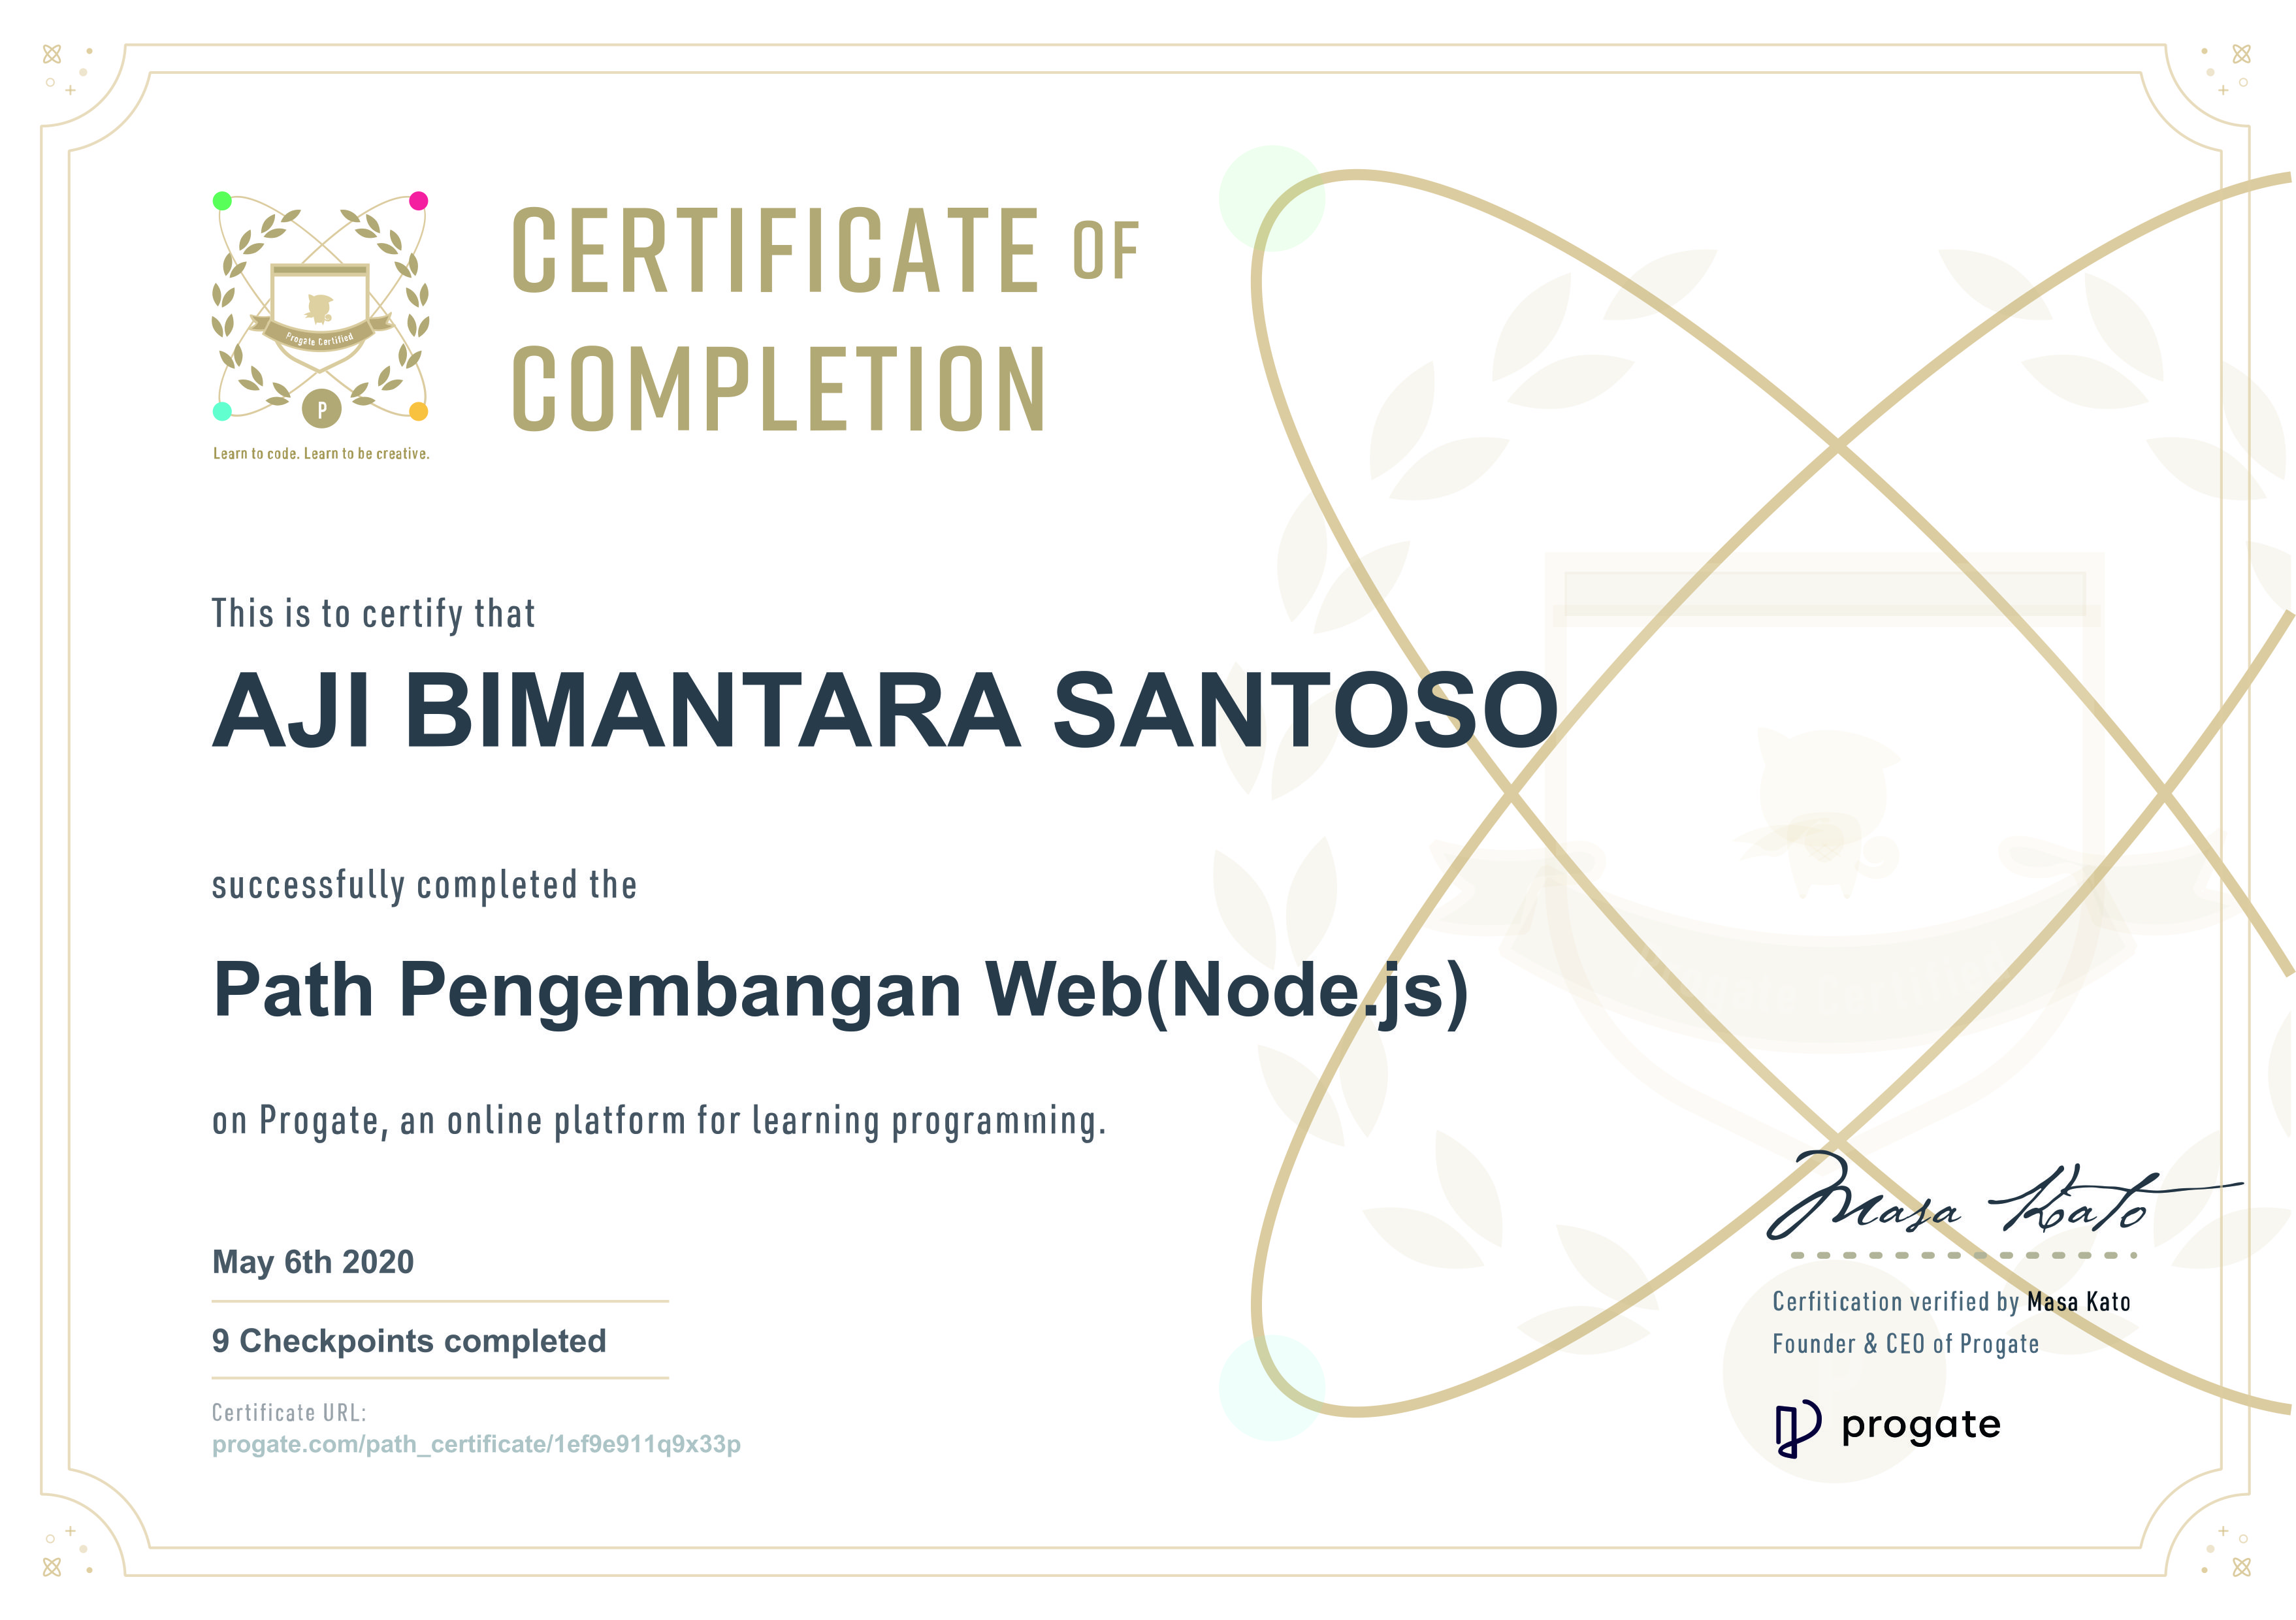 CERTIFICATE OF
COMPLETION
Progate Certified
P
Learn to code. Learn to be creative.
This is to certify that
AJI BIMANTARA SANTOSO
successfully completed the
Path Pengembangan Web(Node.js)
on Progate, an online platform for learning programming.
May 6th 2020
9 Checkpoints completed
Certificate URL:
progate.com/path_certificate/1ef9e911q9x33p
Masa Kato
Cerfitication verified by Masa Kato
Founder & CEO of Progate
progate